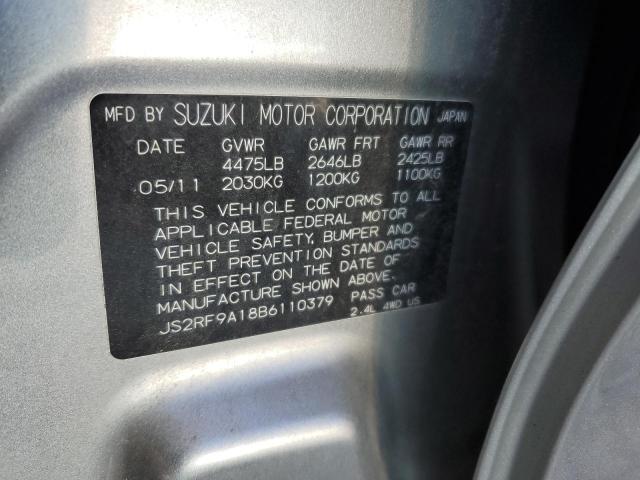 MFD BY SUZUKI MOTOR CORPORATION JAPAN
DATE GVWR GAWR FRT GAWR RR
4475LB 2646LB 2425LB
05/11 2030KG 1200KG 1100KG
THIS VEHICLE CONFORMS TO ALL
APPLICABLE FEDERAL MOTOR
VEHICLE SAFETY, BUMPER AND
THEFT PREVENTION STANDARDS
IN EFFECT ON THE DATE OF
MANUFACTURE SHOWN ABOVE.
JS2RF9A18B6110379 PASS CAR
2.4L 4WD US